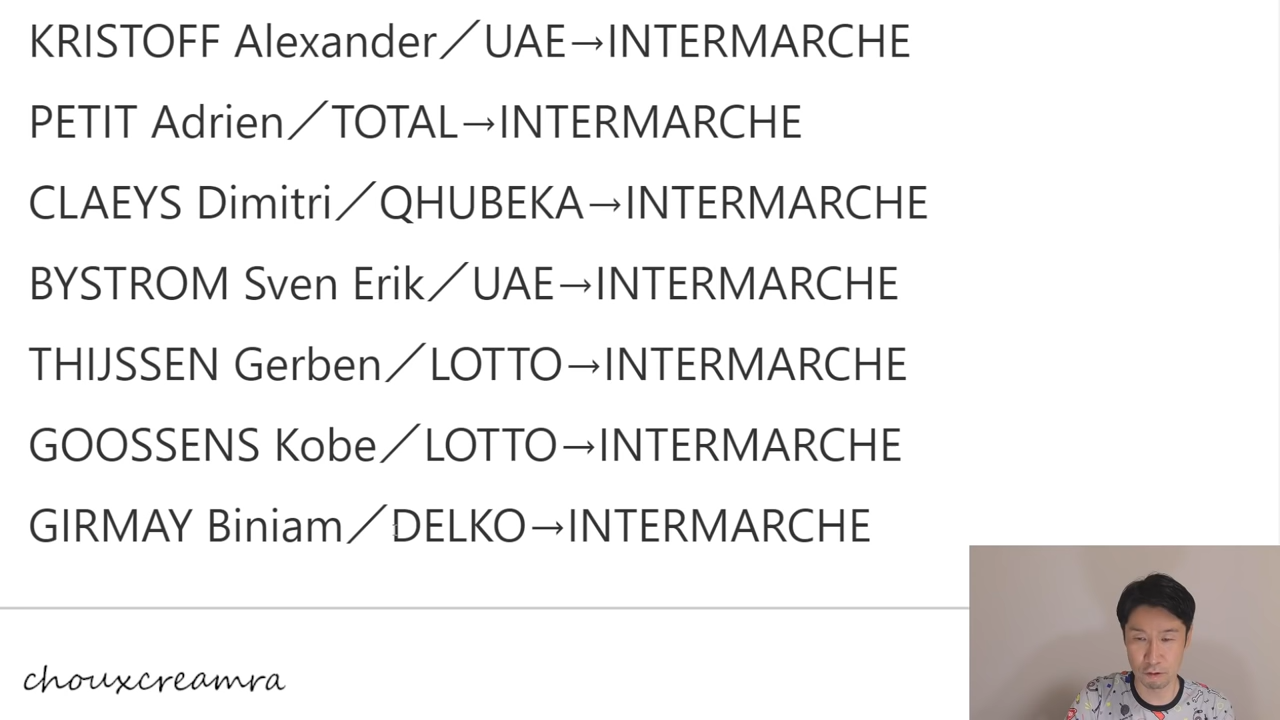 KRISTOFF Alexander／UAE→INTERMARCHE
PETIT Adrien／TOTAL→INTERMARCHE
CLAEYS Dimitri／QHUBEKA→INTERMARCHE
BYSTROM Sven Erik／UAE→INTERMARCHE
THIJSSEN Gerben／LOTTO→INTERMARCHE
GOOSSENS Kobe／LOTTO→INTERMARCHE
GIRMAY Biniam／DELKO→INTERMARCHE
chouxcreamra